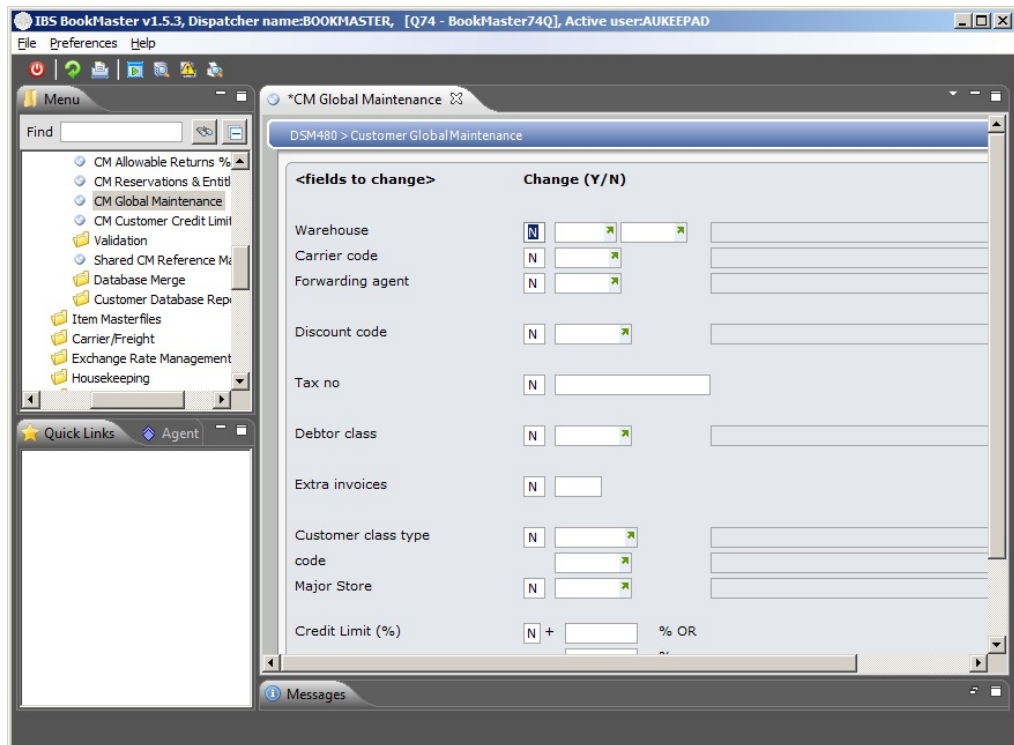 IBS BookMaster v1.5.3, Dispatcher name:BOOKMASTER, [Q74 - BookMaster74Q], Active user:AUKEEPAD
File Preferences Help
Menu
Find
CM Allowable Returns %
CM Reservations & Entitl
CM Global Maintenance
CM Customer Credit Limit
Validation
Shared CM Reference Ma
Database Merge
Customer Database Repo
Item Masterfiles
Carrier/Freight
Exchange Rate Management
Housekeeping
Quick Links Agent
*CM Global Maintenance
DSM480 > Customer Global Maintenance
<fields to change> Change (Y/N)
Warehouse N
Carrier code N
Forwarding agent N
Discount code N
Tax no N
Debtor class N
Extra invoices N
Customer class type N
code
Major Store N
Credit Limit (%) N + % OR
Messages